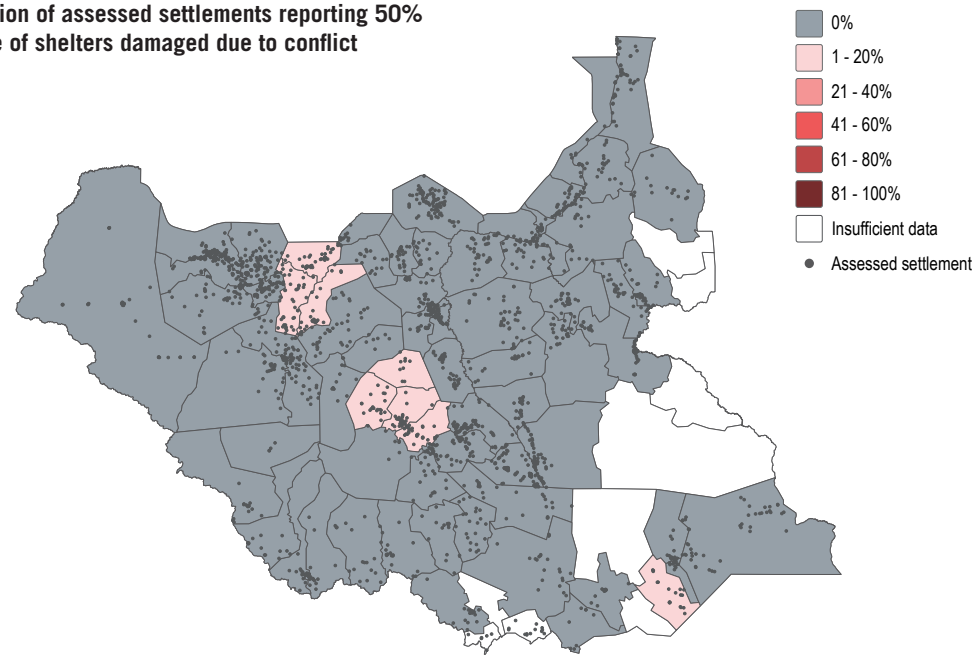 of assessed settlements reporting 50%
of shelters damaged due to conflict
0%
1 - 20%
21 - 40%
41 - 60%
61 - 80%
81 - 100%
Insufficient data
Assessed settlement